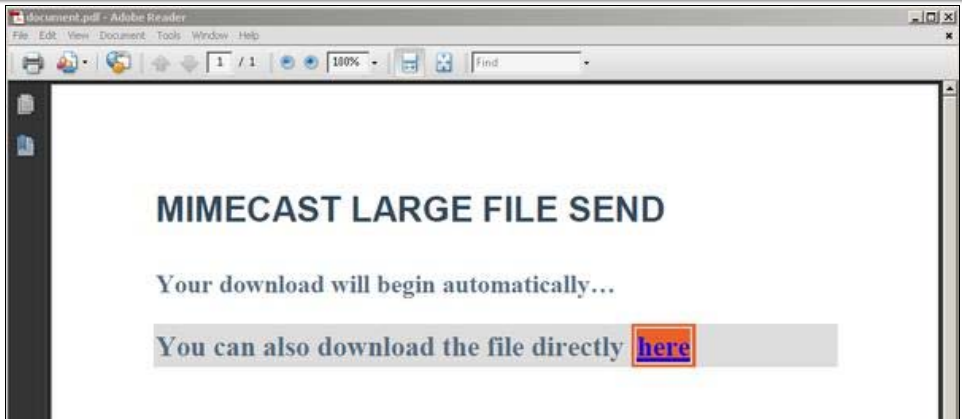 document.pdf - Adobe Reader
File Edit View Document Tools Window Help
1 / 1 100% Find
MIMECAST LARGE FILE SEND
Your download will begin automatically...
You can also download the file directly here